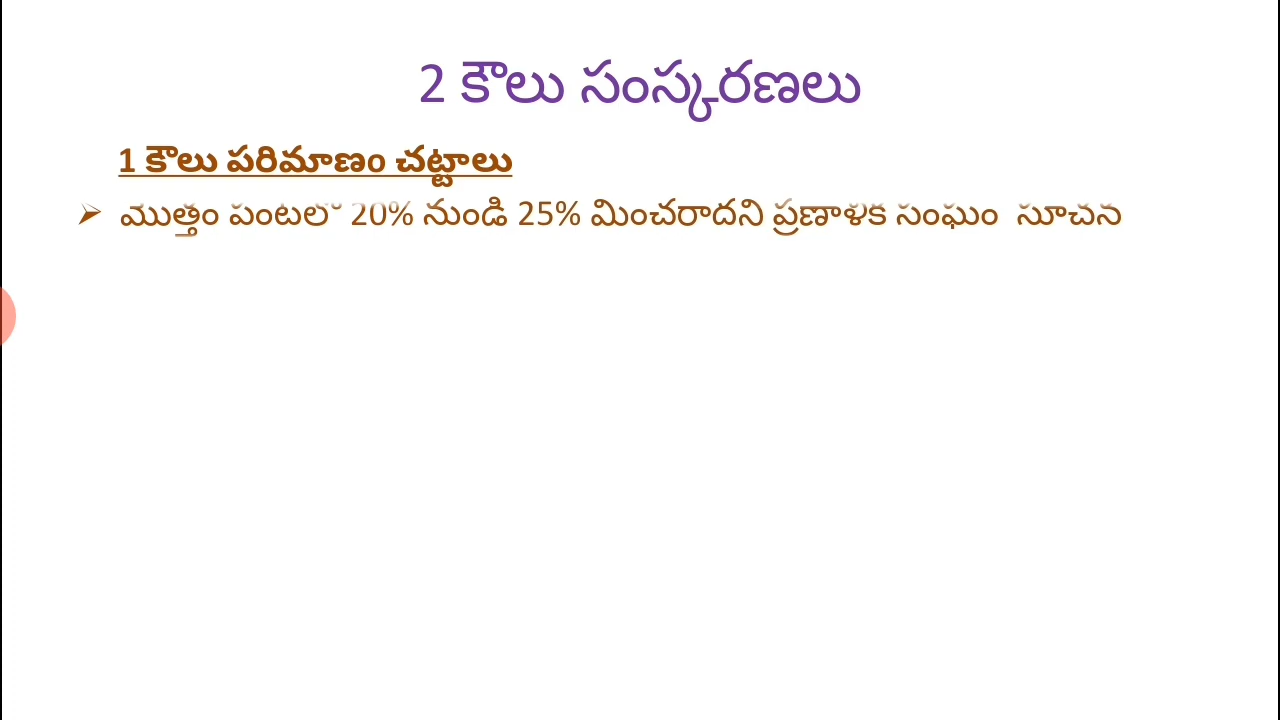 2 కౌలు సంస్కరణలు
1 కౌలు పరిమాణం చట్టాలు
మొత్తం పంటలో 20% నుండి 25% మించరాదని ప్రణాళిక సంఘం సూచన